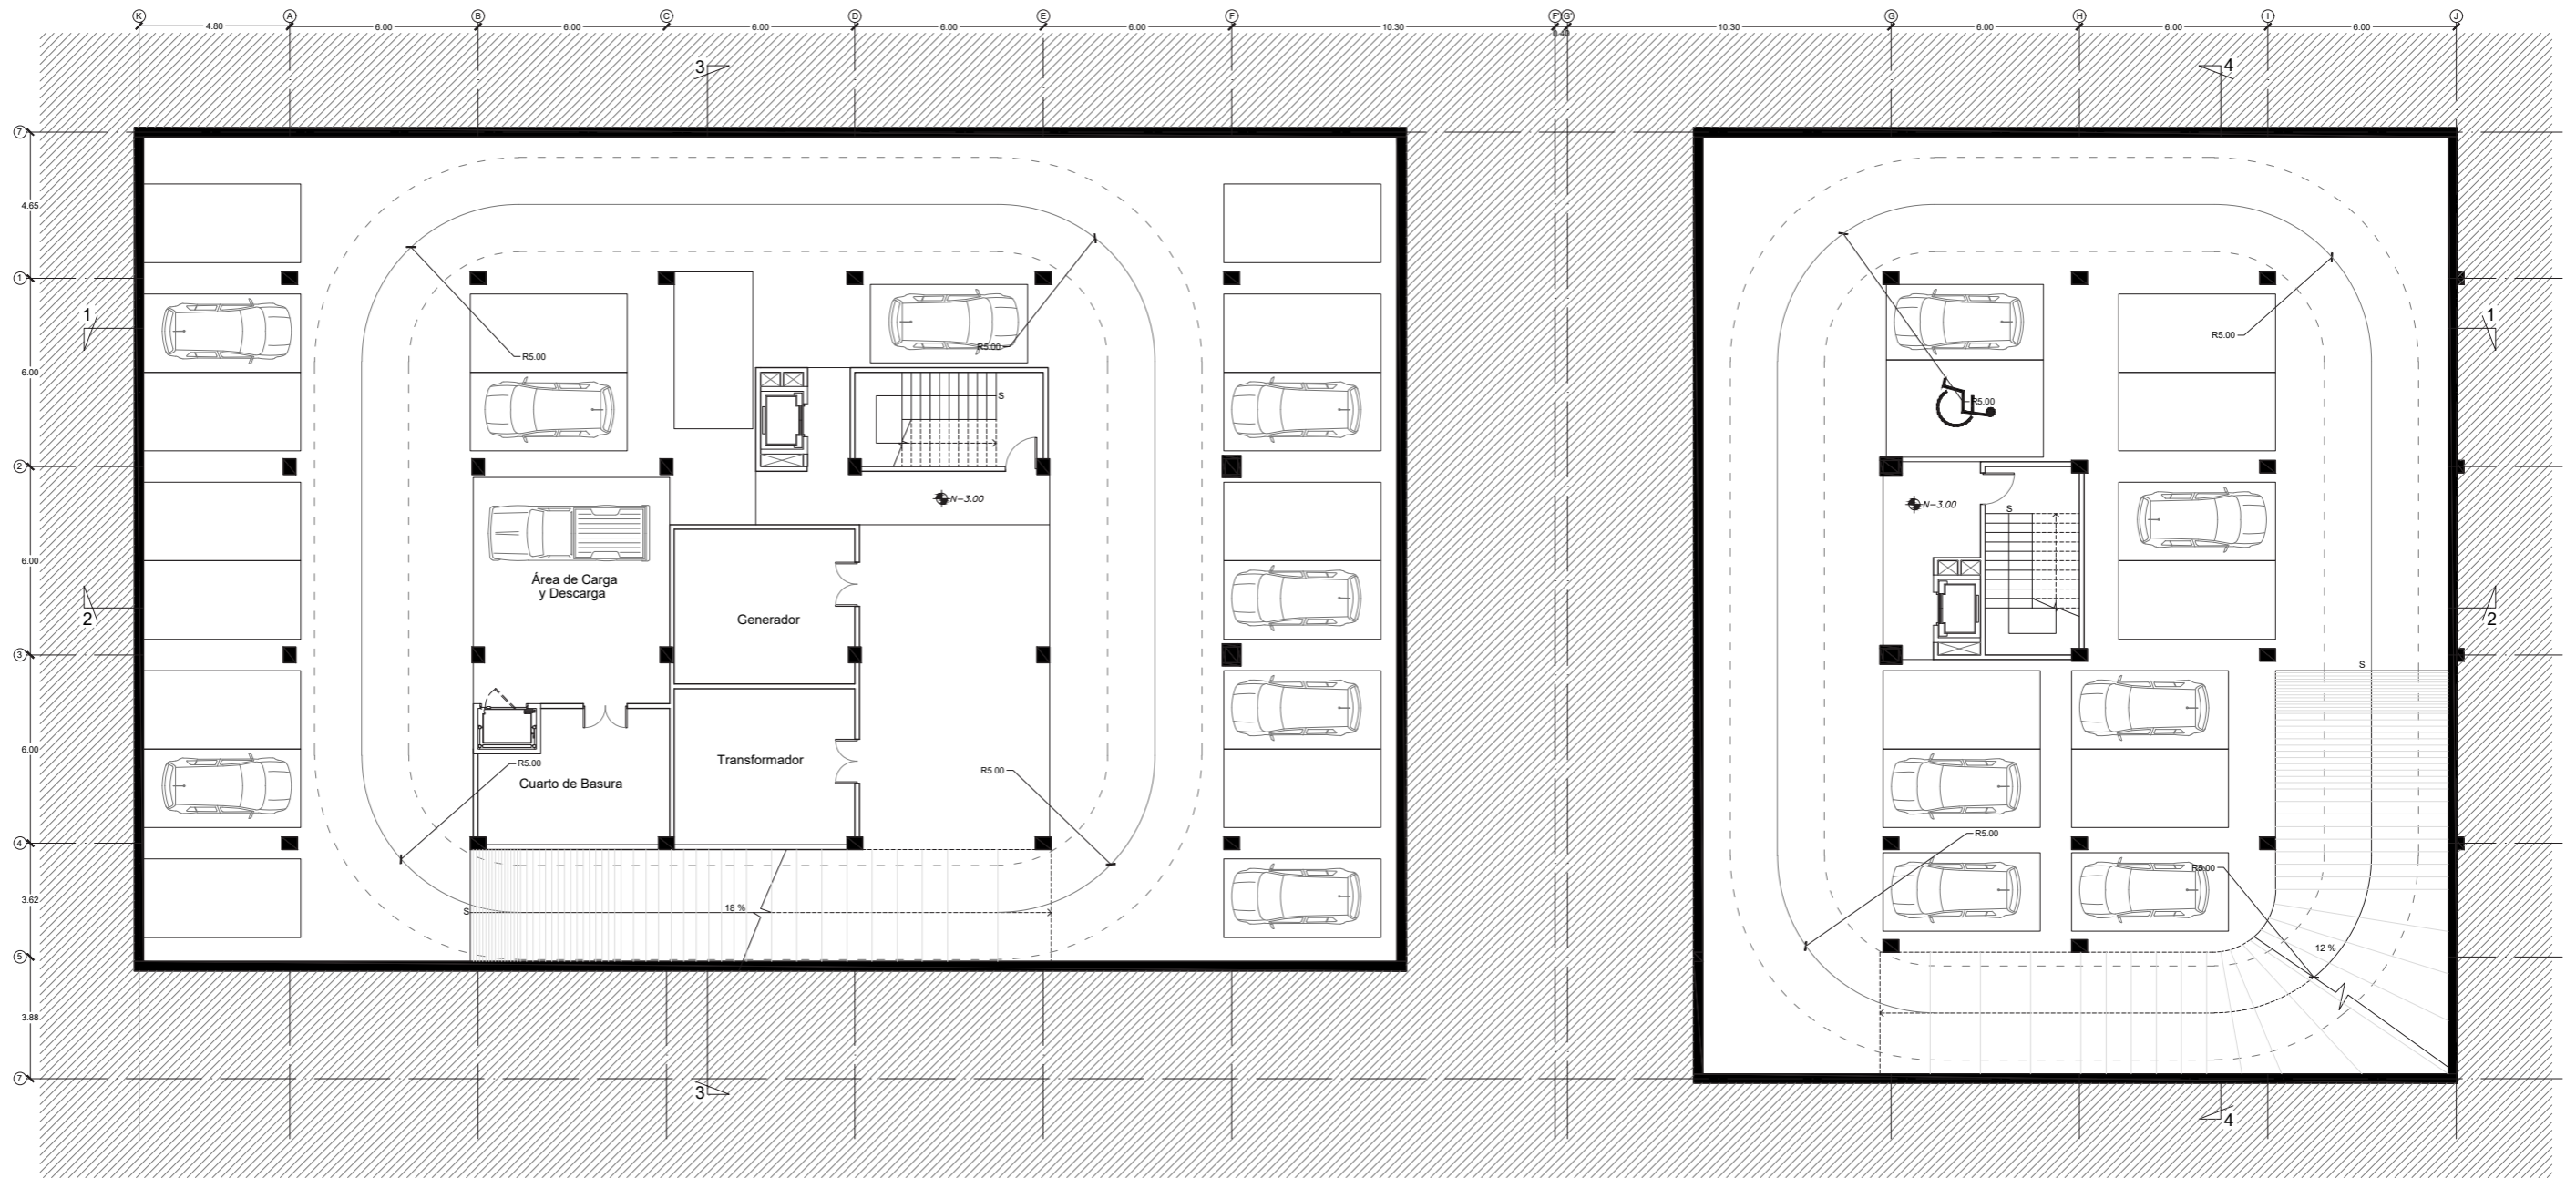 K A B C D E F F' G' G H I J
4.80 6.00 6.00 6.00 6.00 6.00 10.30 0.40 10.30 6.00 6.00 6.00
3 4
7
4.65
1
1 1
6.00
R5.00 R5.00 R5.00
R5.00
S
2
N-3.00 N-3.00
S
6.00
Área de Carga
y Descarga
Generador
2 2
3
S
6.00
Transformador
R5.00 R5.00
Cuarto de Basura
4
R5.00 R5.00
3.62
S 18 %
12 %
5
3.88
7
3 4